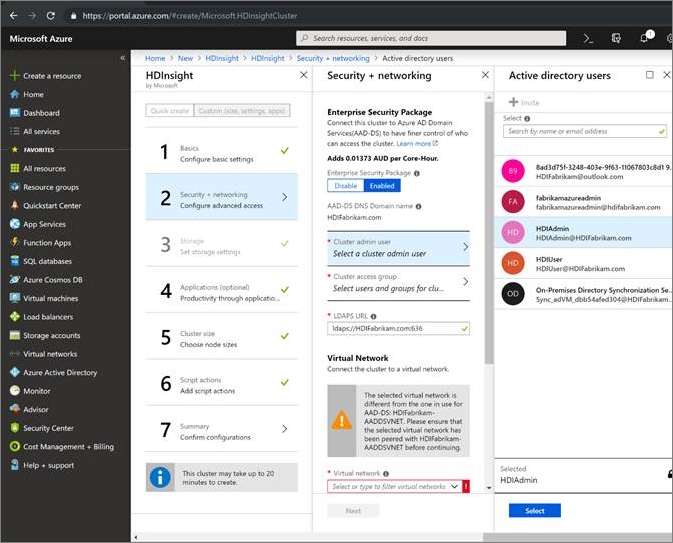 https://portal.azure.com/#create/Microsoft.HDInsightCluster
Microsoft Azure
Search resources, services, and docs
1
Create a resource
Home
Dashboard
All services
FAVORITES
All resources
Resource groups
Quickstart Center
App Services
Function Apps
SQL databases
Azure Cosmos DB
Virtual machines
Load balancers
Storage accounts
Virtual networks
Azure Active Directory
Monitor
Advisor
Security Center
Cost Management + Billing
Help + support
Home > New > HDInsight > HDInsight > Security + networking > Active directory users
HDInsight
by Microsoft
Quick create
Custom (size, settings, apps)
1
Basics
Configure basic settings
2
Security + networking
Configure advanced access
3
Storage
Set storage settings
4
Applications (optional)
Productivity through applicatio...
5
Cluster size
Choose node sizes
6
Script actions
Add script actions
7
Summary
Confirm configurations
This cluster may take up to 20
minutes to create.
Security + networking
Enterprise Security Package
Connect this cluster to Azure AD Domain
Services(AAD-DS) to have finer control of who
can access the cluster. Learn more
Adds 0.01373 AUD per Core-Hour.
Enterprise Security Package
Disable
Enabled
AAD-DS DNS Domain name
HDIFabrikam.com
* Cluster admin user
Select a cluster admin user
* Cluster access group
Select users and groups for clu...
* LDAPS URL
ldaps://HDIFabrikam.com:636
Virtual Network
Connect the cluster to a virtual network.
The selected virtual network is
different from the one in use for
AAD-DS: HDIFabrikam-
AADDSVNET. Please ensure that
the selected virtual network has
been peered with HDIFabrikam-
AADDSVNET before continuing.
* Virtual network
Select or type to filter virtual networks
Next
Active directory users
Invite
Select
Search by name or email address
89
8ad3d75f-3248-403e-9f63-11067803c8d1 9...
HDIFabrikam@outlook.com
FA
fabrikamazureadmin
fabrikamazureadmin@hdifabrikam.com
HD
HDIAdmin
HDIAdmin@HDIFabrikam.com
HD
HDIUser
HDIUser@HDIFabrikam.com
OD
On-Premises Directory Synchronization Se...
Sync_adVM_dbb54afed304@HDIFabrikam.
Selected
HDIAdmin
Select